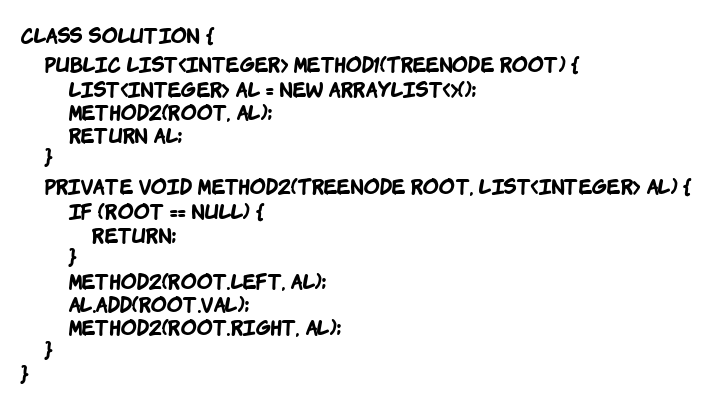 CLASS SOLUTION {
PUBLIC LIST<INTEGER> METHOD1(TREENODE ROOT) {
LIST<INTEGER> AL = NEW ARRAYLIST<>();
METHOD2(ROOT, AL);
RETURN AL;
}
PRIVATE VOID METHOD2(TREENODE ROOT, LIST<INTEGER> AL) {
IF (ROOT == NULL) {
RETURN;
}
METHOD2(ROOT.LEFT, AL);
AL.ADD(ROOT.VAL);
METHOD2(ROOT.RIGHT, AL);
}
}